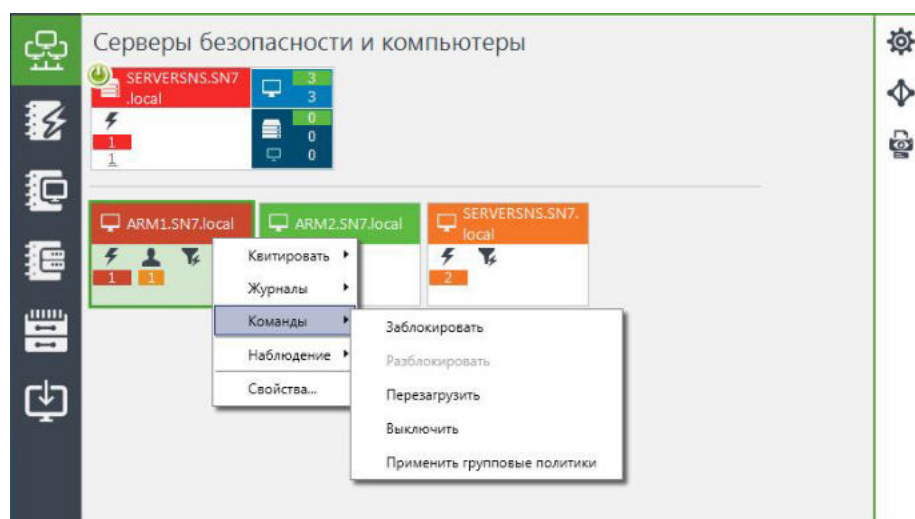 Серверы безопасности и компьютеры
SERVERSNS.SN7
.local
3
3
1
1
0
0
0
ARM1.SN7.local
ARM2.SN7.local
SERVERSNS.SN7.
local
1
1
2
Квитировать
Журналы
Команды
Наблюдение
Свойства...
Заблокировать
Разблокировать
Перезагрузить
Выключить
Применить групповые политики